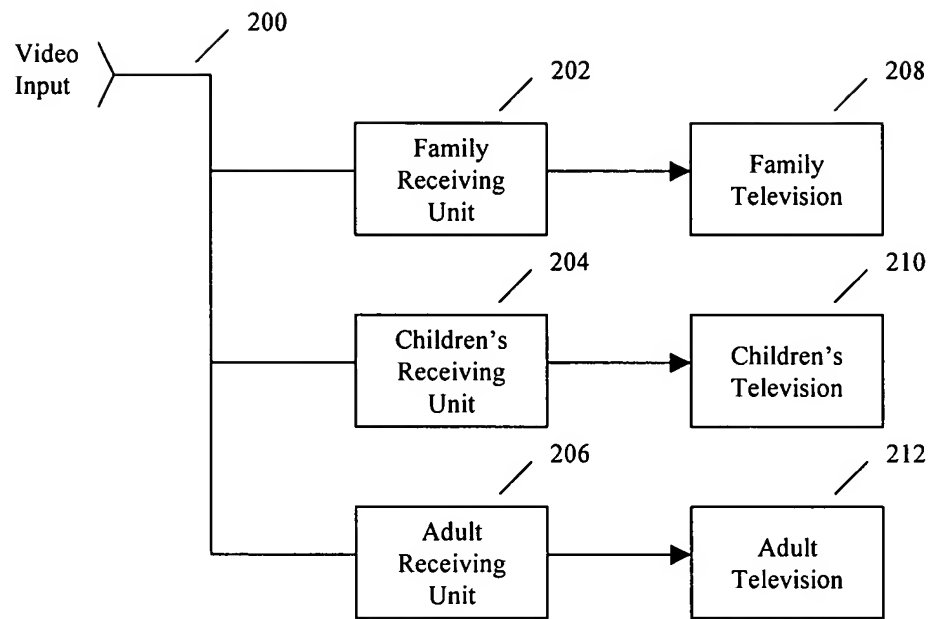 200
Video
Input
202
208
Family
Receiving
Unit
Family
Television
204
210
Children's
Receiving
Unit
Children's
Television
206
212
Adult
Receiving
Unit
Adult
Television